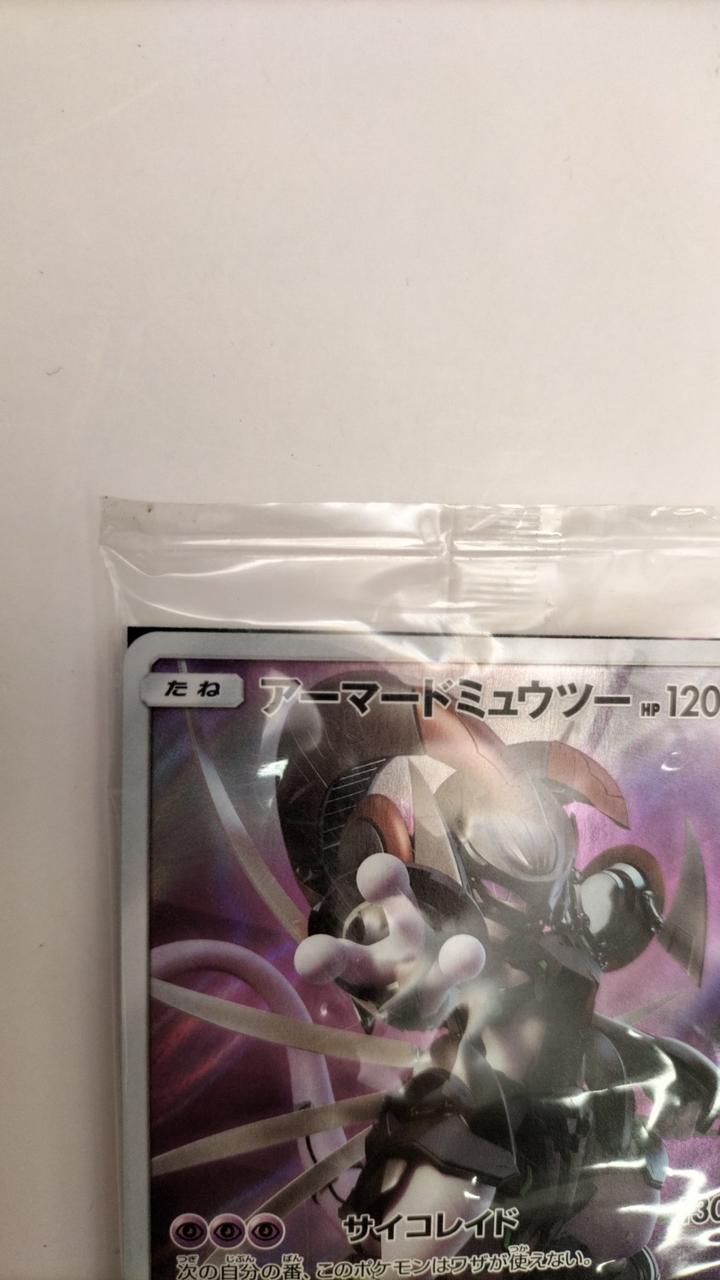 たね アーマードミュウツー HP 120
サイコレイド
次の自分の番、このポケモンはワザが使えない。